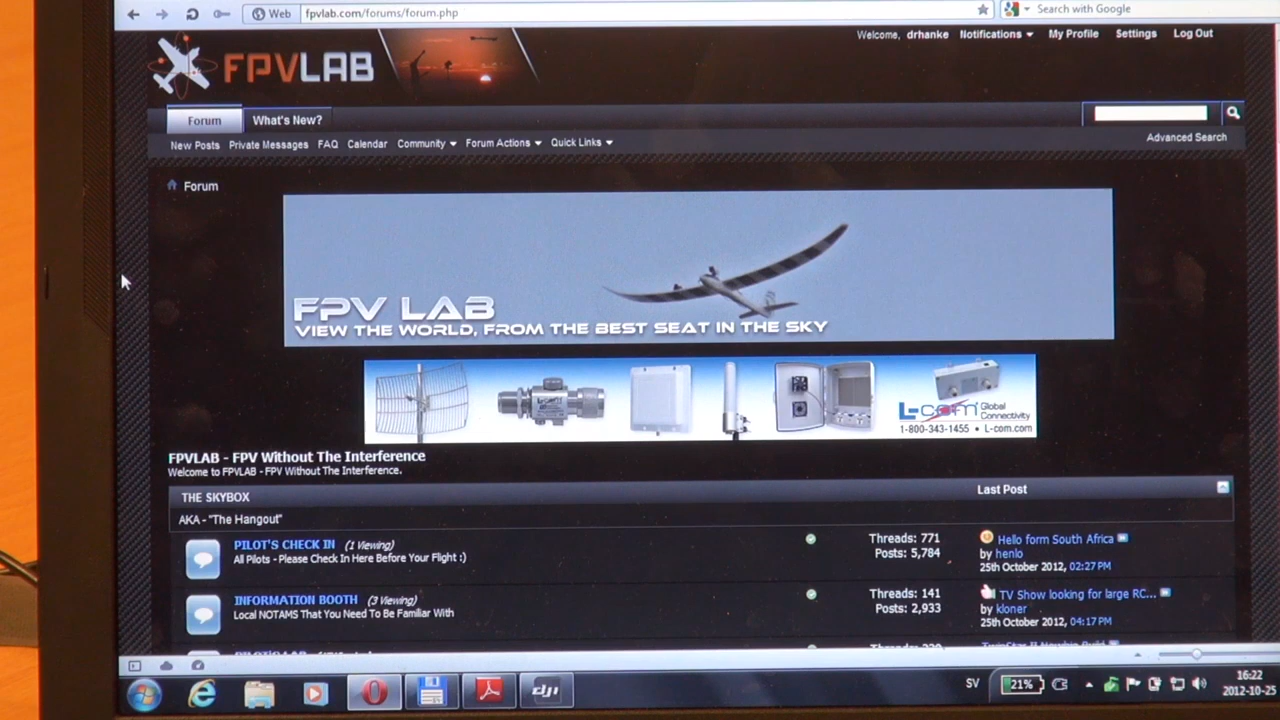 Web fpvlab.com/forums/forum.php Search with Google
Welcome, drhanke Notifications My Profile Settings Log Out
FPVLAB
Forum What's New?
New Posts Private Messages FAQ Calendar Community Forum Actions Quick Links Advanced Search
Forum
FPV LAB
VIEW THE WORLD, FROM THE BEST SEAT IN THE SKY
L-com Global Connectivity
1-800-343-1455 • L-com.com
FPVLAB - FPV Without The Interference
Welcome to FPVLAB - FPV Without The Interference.
THE SKYBOX Last Post
AKA - "The Hangout"
PILOT'S CHECK IN (1 Viewing) Threads: 771 Hello form South Africa
All Pilots - Please Check In Here Before Your Flight :) Posts: 5,784 by henlo
25th October 2012, 02:27 PM
INFORMATION BOOTH (3 Viewing) Threads: 141 TV Show looking for large RC...
Local NOTAMS That You Need To Be Familiar With Posts: 2,933 by kloner
25th October 2012, 04:17 PM
SV 21% 16:22
2012-10-25
dji